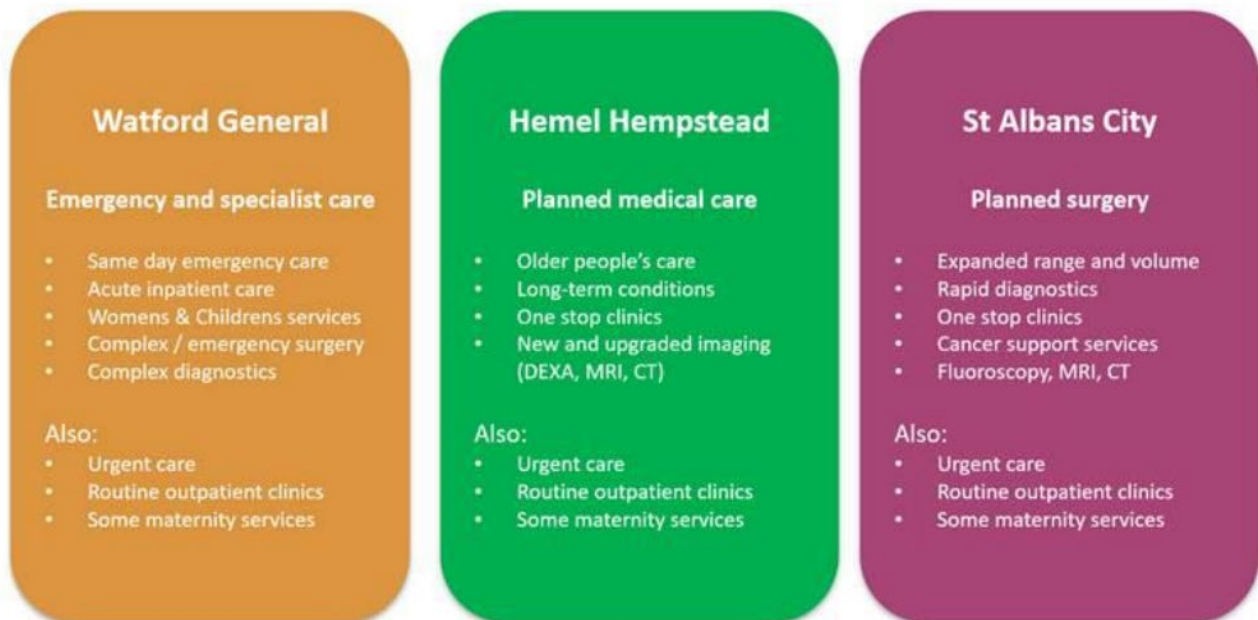 Watford General
Emergency and specialist care
• Same day emergency care
• Acute inpatient care
• Womens & Childrens services
• Complex / emergency surgery
• Complex diagnostics
Also:
• Urgent care
• Routine outpatient clinics
• Some maternity services
Hemel Hempstead
Planned medical care
• Older people's care
• Long-term conditions
• One stop clinics
• New and upgraded imaging
(DEXA, MRI, CT)
Also:
• Urgent care
• Routine outpatient clinics
• Some maternity services
St Albans City
Planned surgery
• Expanded range and volume
• Rapid diagnostics
• One stop clinics
• Cancer support services
• Fluoroscopy, MRI, CT
Also:
• Urgent care
• Routine outpatient clinics
• Some maternity services